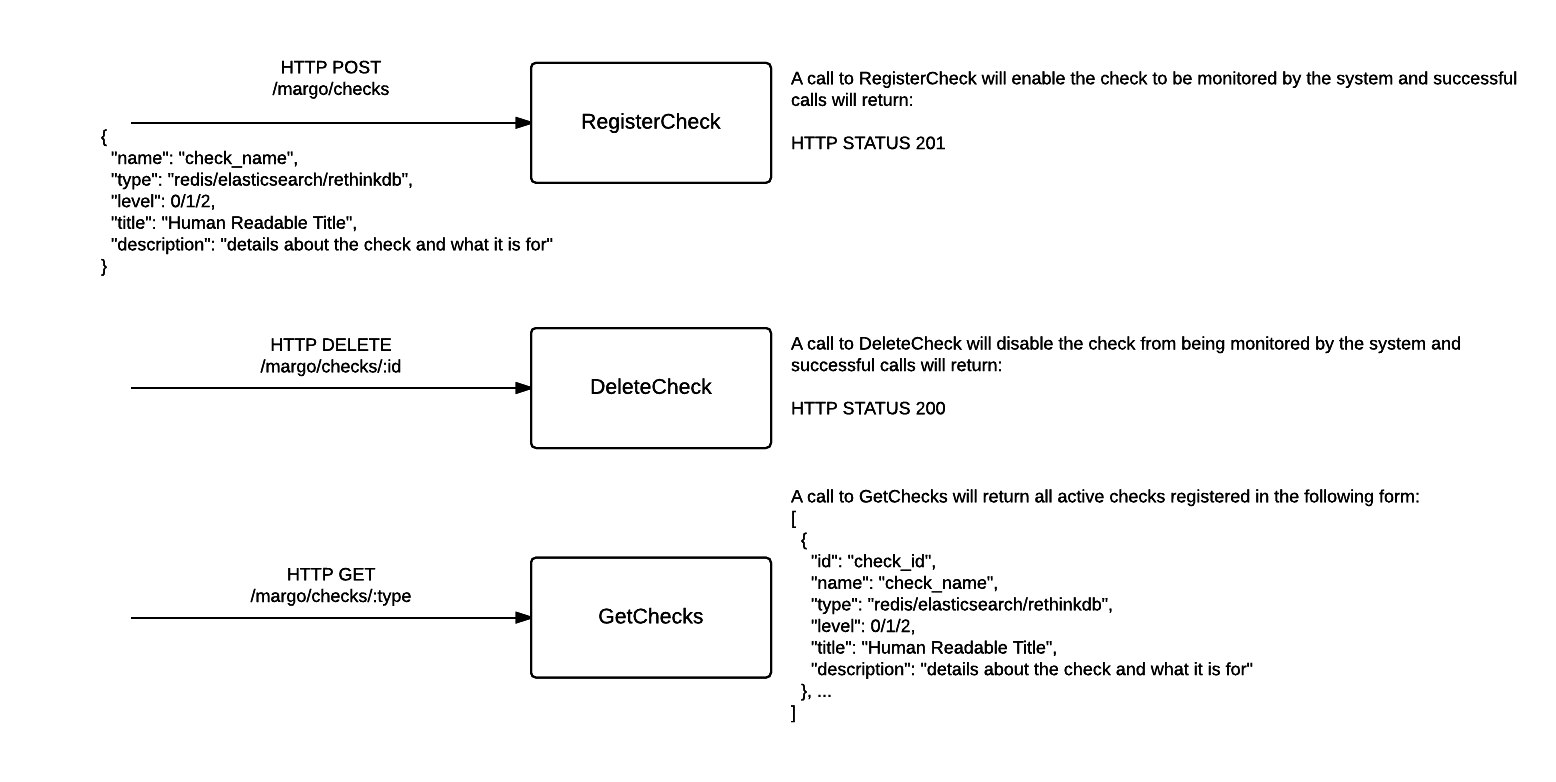 HTTP POST
/margo/checks
{
"name": "check_name",
"type": "redis/elasticsearch/rethinkdb",
"level": 0/1/2,
"title": "Human Readable Title",
"description": "details about the check and what it is for"
}
RegisterCheck
A call to RegisterCheck will enable the check to be monitored by the system and successful
calls will return:
HTTP STATUS 201
HTTP DELETE
/margo/checks/:id
DeleteCheck
A call to DeleteCheck will disable the check from being monitored by the system and
successful calls will return:
HTTP STATUS 200
HTTP GET
/margo/checks/:type
GetChecks
A call to GetChecks will return all active checks registered in the following form:
[
{
"id": "check_id",
"name": "check_name",
"type": "redis/elasticsearch/rethinkdb",
"level": 0/1/2,
"title": "Human Readable Title",
"description": "details about the check and what it is for"
}, ...
]